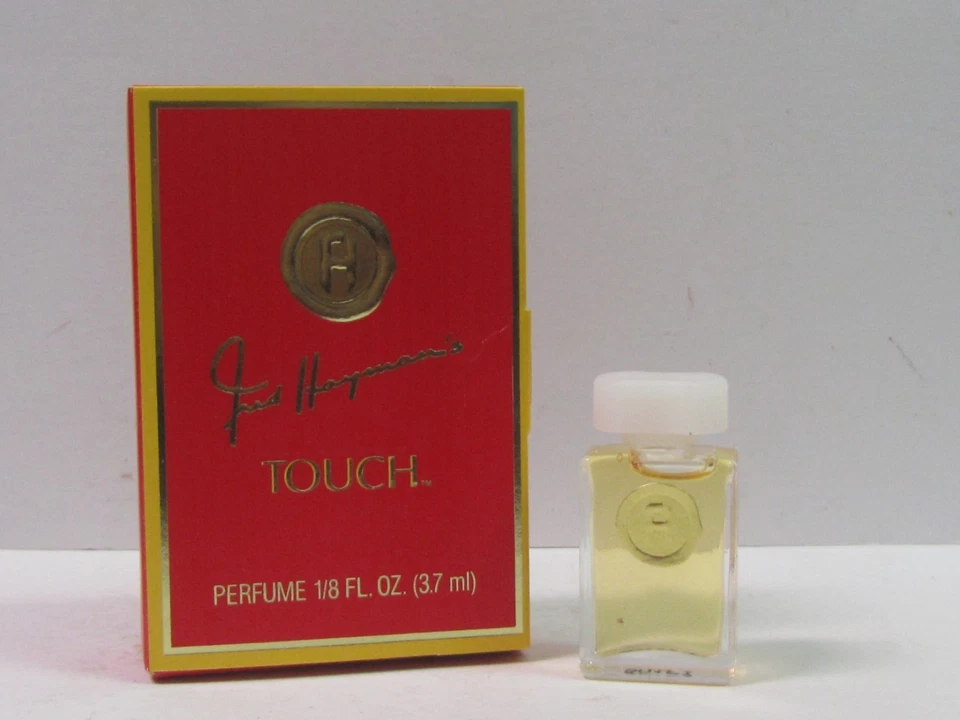 Fred Hayman's
TOUCH™
PERFUME 1/8 FL. OZ. (3.7 ml)